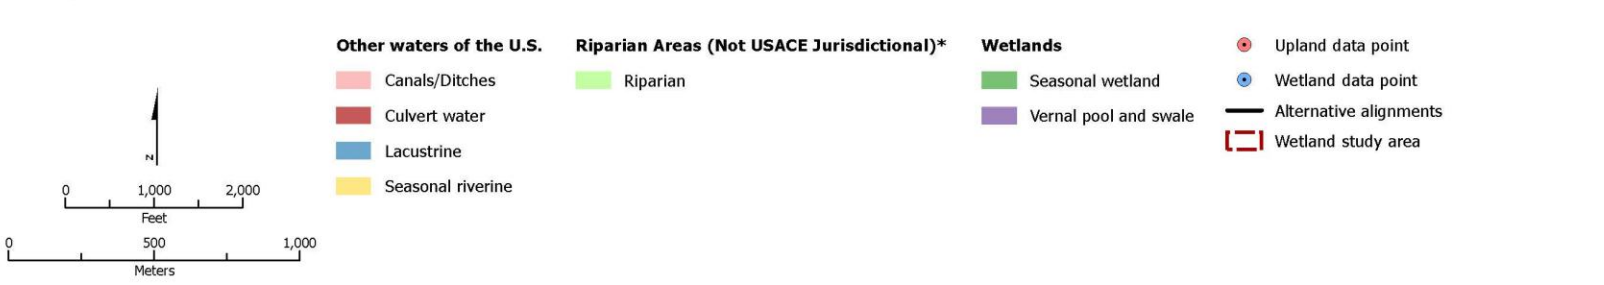 Other waters of the U.S.
Canals/Ditches
Culvert water
Lacustrine
Seasonal riverine
Riparian Areas (Not USACE Jurisdictional)*
Riparian
Wetlands
Seasonal wetland
Vernal pool and swale
Upland data point
Wetland data point
Alternative alignments
Wetland study area
N
0 1,000 2,000
Feet
0 500 1,000
Meters